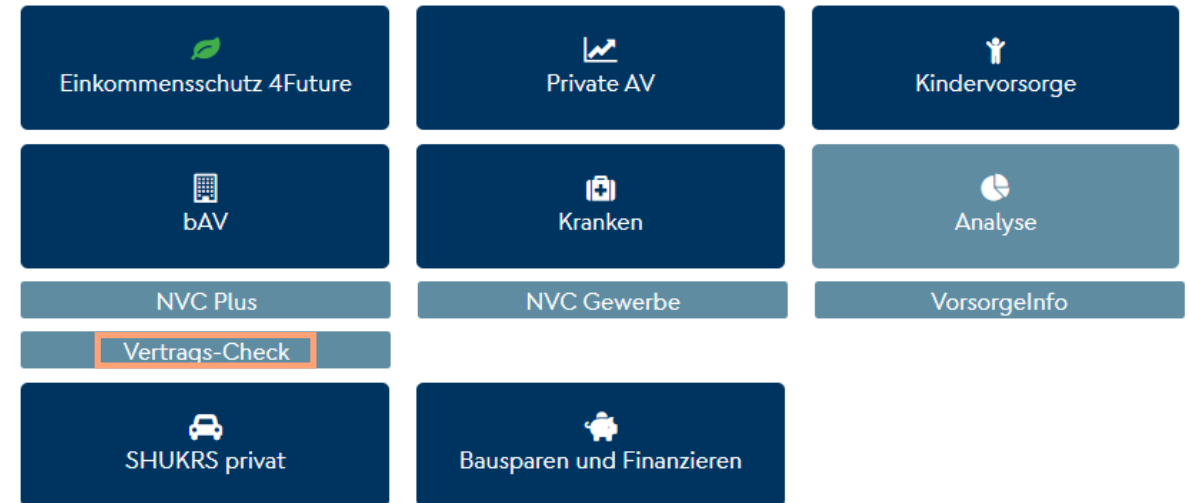 Einkommensschutz 4Future
Private AV
Kindervorsorge
bAV
Kranken
Analyse
NVC Plus
NVC Gewerbe
VorsorgeInfo
Vertrags-Check
SHUKRS privat
Bausparen und Finanzieren